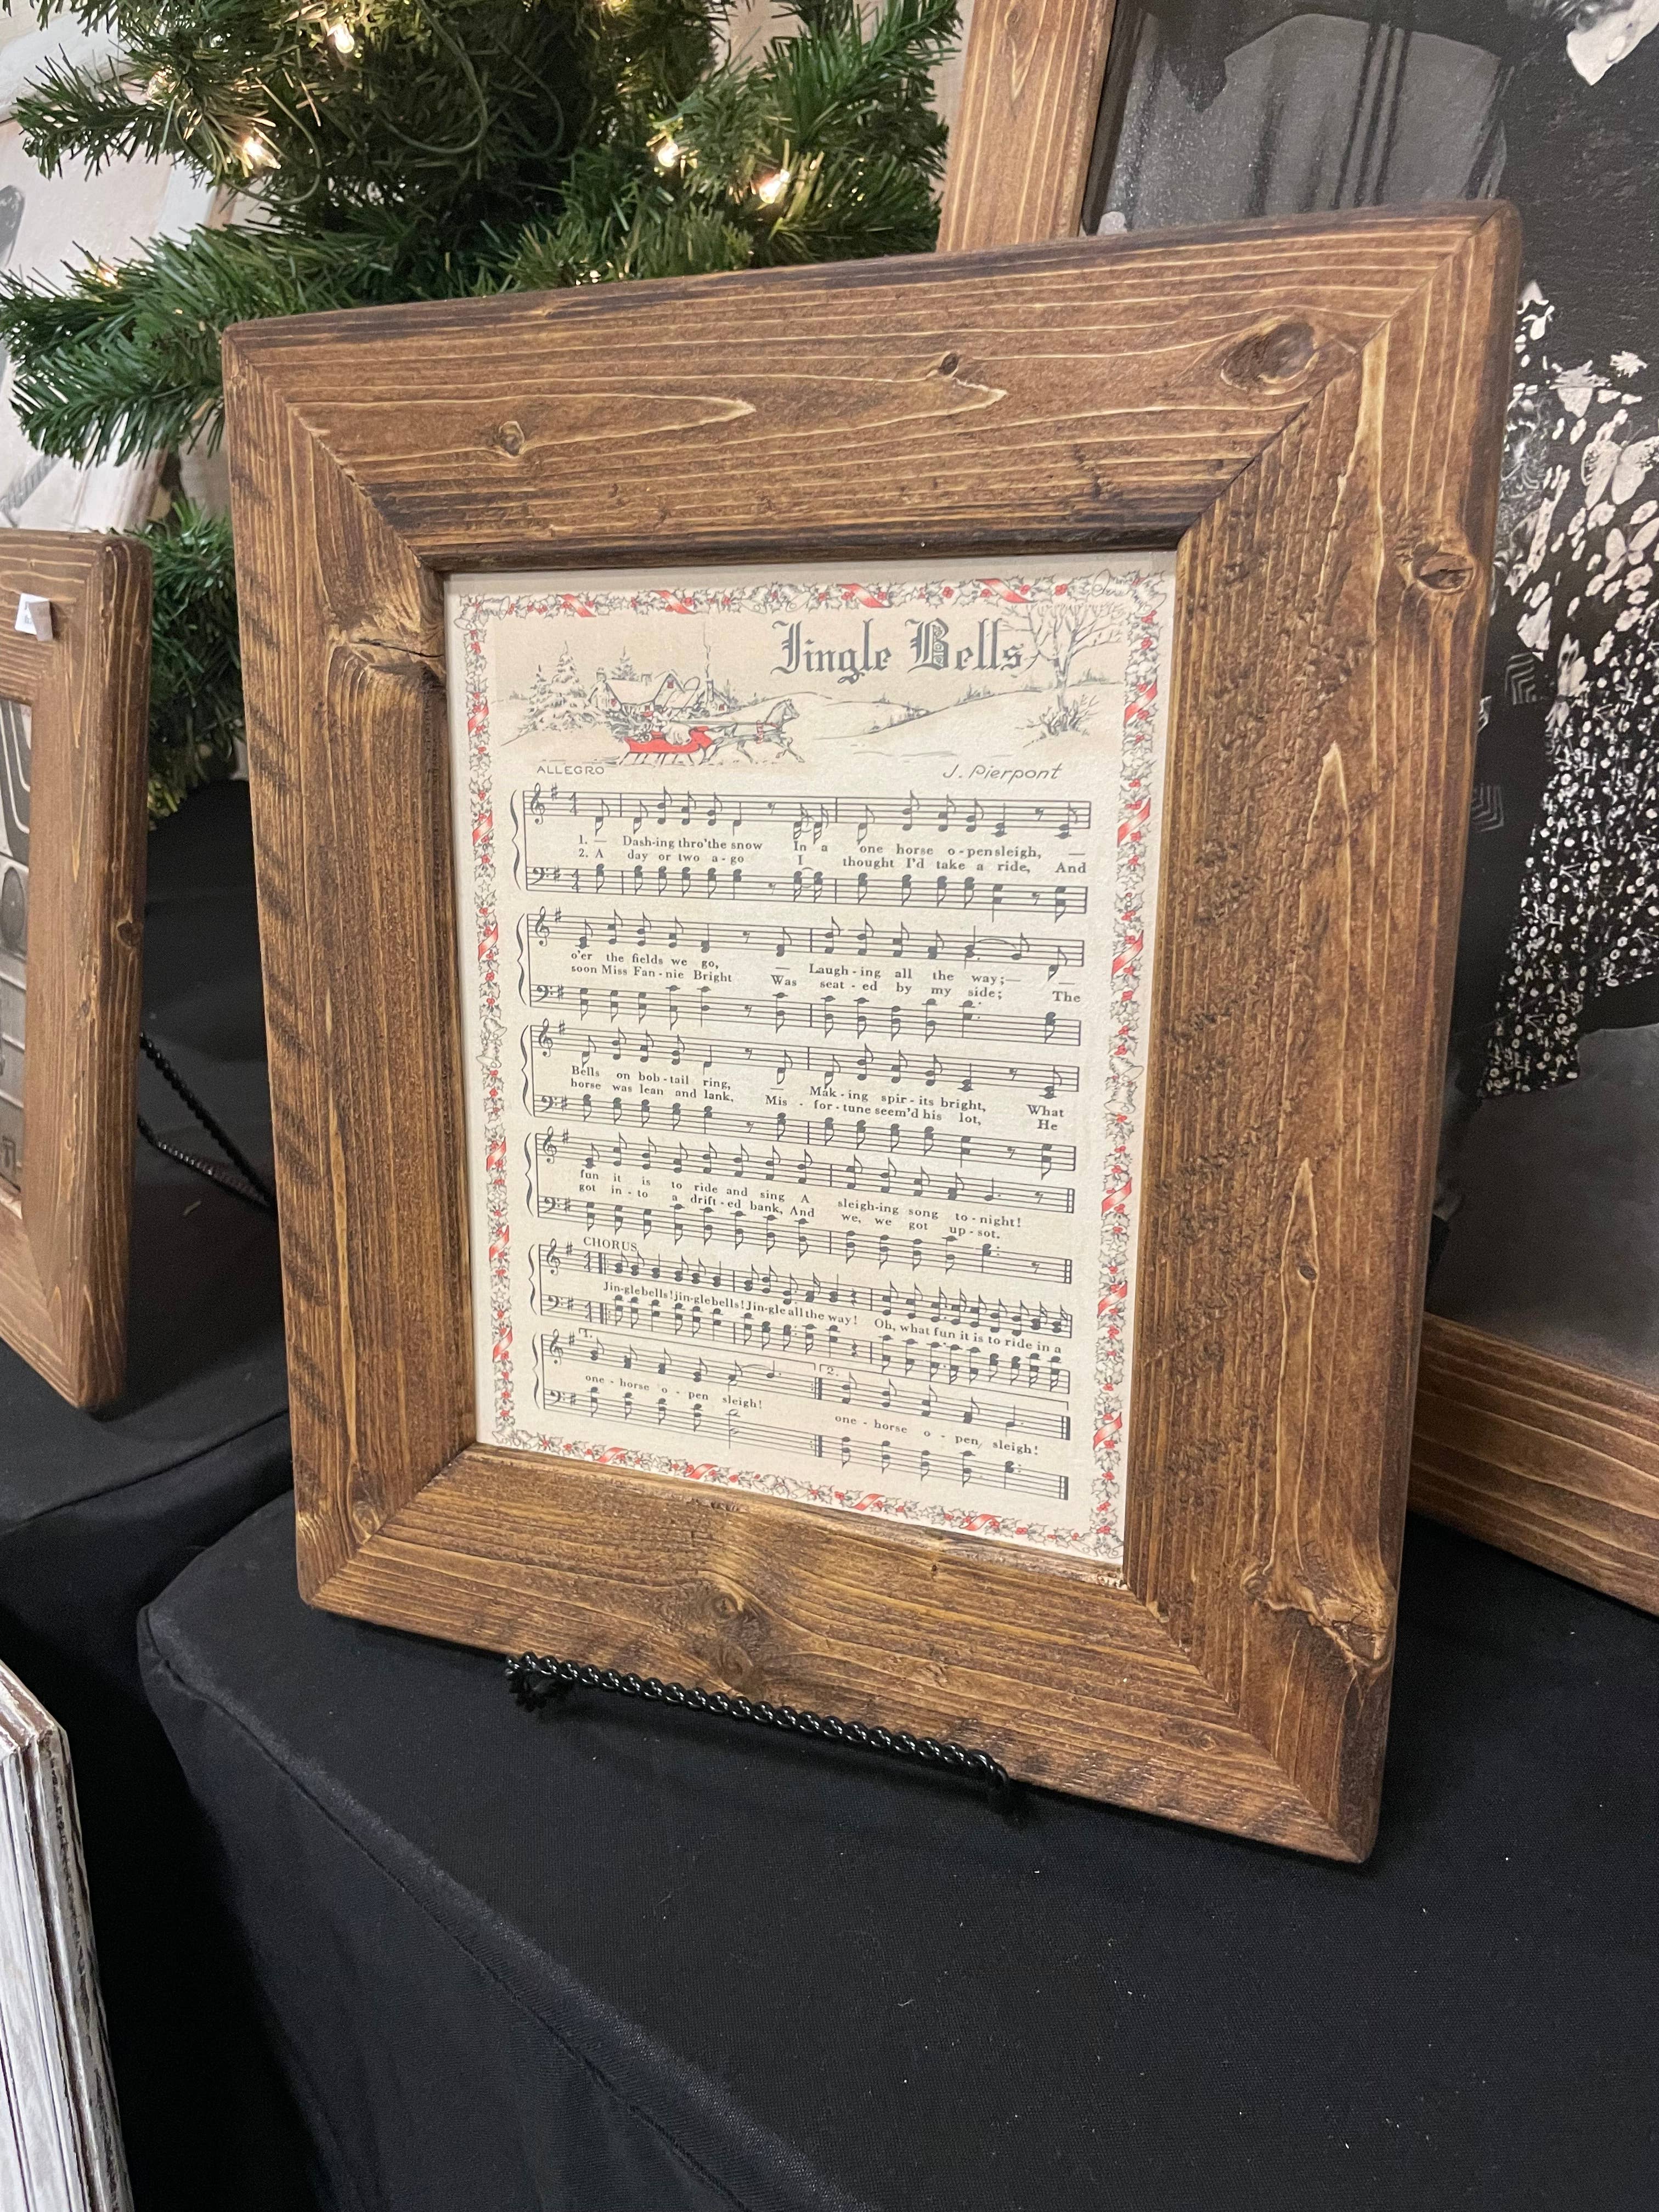 Jingle Bells
ALLEGRO J. Pierpont
1. — Dash-ing thro'the snow In a one horse o-pensleigh, —
2. A day or two a-go I thought I'd take a ride, And
o'er the fields we go, — Laugh-ing all the way;— —
soon Miss Fan-nie Bright Was seat-ed by my side; The
Bells on bob-tail ring, — Mak-ing spir-its bright, What
horse was lean and lank, Mis-for-tune seem'd his lot, He
fun it is to ride and sing A sleigh-ing song to-night!
got in-to a drift-ed bank, And we, we got up-sot.
CHORUS
Jin-glebells! jin-glebells! Jin-gle all the way! Oh, what fun it is to ride in a
1. 2.
one-horse o-pen sleigh! one-horse o-pen sleigh!